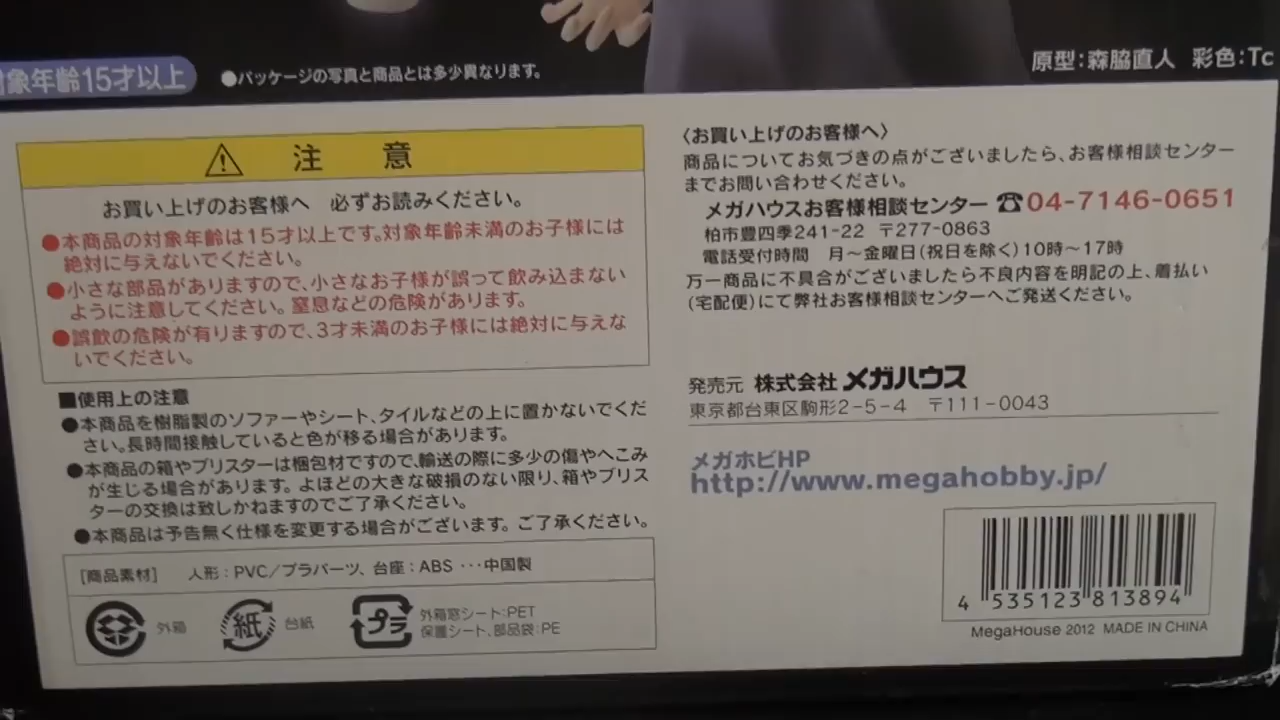 対象年齢15才以上
●パッケージの写真と商品とは多少異なります。
原型:森脇直人 彩色:Tc
⚠ 注 意
お買い上げのお客様へ 必ずお読みください。
●本商品の対象年齢は15才以上です。対象年齢未満のお子様には
絶対に与えないでください。
●小さな部品がありますので、小さなお子様が誤って飲み込まない
ように注意してください。窒息などの危険があります。
●誤飲の危険が有りますので、3才未満のお子様には絶対に与えな
いでください。
■使用上の注意
●本商品を樹脂製のソファーやシート、タイルなどの上に置かないでくだ
さい。長時間接触していると色が移る場合があります。
●本商品の箱やブリスターは梱包材ですので、輸送の際に多少の傷やへこみ
が生じる場合があります。よほどの大きな破損のない限り、箱やブリス
ターの交換は致しかねますのでご了承ください。
●本商品は予告無く仕様を変更する場合がございます。ご了承ください。
[商品素材] 人形:PVC/プラパーツ、台座:ABS …中国製
外箱
紙
台紙
プラ
外箱窓シート:PET
保護シート、部品袋:PE
〈お買い上げのお客様へ〉
商品についてお気づきの点がございましたら、お客様相談センター
までお問い合わせください。
メガハウスお客様相談センター ☎04-7146-0651
柏市豊四季241-22 〒277-0863
電話受付時間 月〜金曜日(祝日を除く)10時〜17時
万一商品に不具合がございましたら不良内容を明記の上、着払い
(宅配便)にて弊社お客様相談センターへご発送ください。
発売元 株式会社メガハウス
東京都台東区駒形2-5-4 〒111-0043
メガホビHP
http://www.megahobby.jp/
4 535123 813894
MegaHouse 2012 MADE IN CHINA